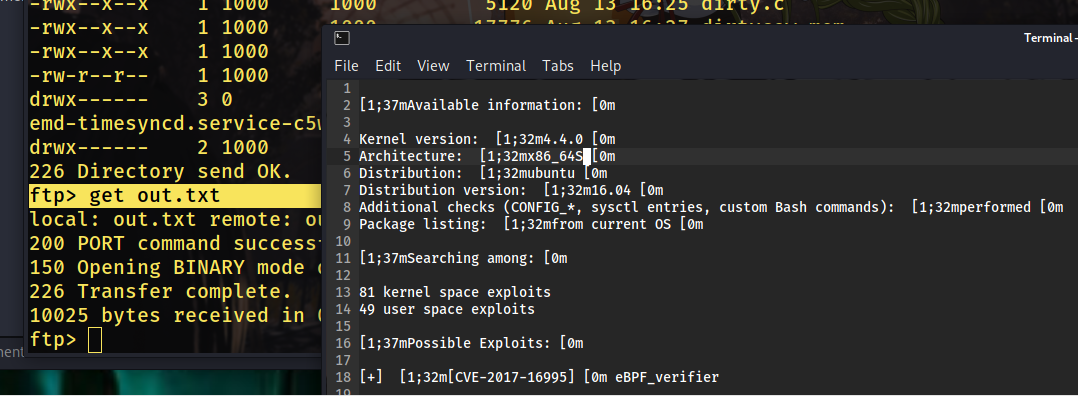 -rwx--x--x 1 1000 1000 5120 Aug 13 16:25 dirty.c
-rwx--x--x 1 1000
-rwx--x--x 1 1000
-rw-r--r-- 1 1000
drwx------ 3 0
emd-timesyncd.service-c5w
drwx------ 2 1000
226 Directory send OK.
ftp> get out.txt
local: out.txt remote: ou
200 PORT command success
150 Opening BINARY mode
226 Transfer complete.
10025 bytes received in
ftp>
Terminal -
File Edit View Terminal Tabs Help
1
2 [1;37mAvailable information: [0m
3
4 Kernel version: [1;32m4.4.0 [0m
5 Architecture: [1;32mx86_64S [0m
6 Distribution: [1;32mubuntu [0m
7 Distribution version: [1;32m16.04 [0m
8 Additional checks (CONFIG_*, sysctl entries, custom Bash commands): [1;32mperformed [0m
9 Package listing: [1;32mfrom current OS [0m
10
11 [1;37mSearching among: [0m
12
13 81 kernel space exploits
14 49 user space exploits
15
16 [1;37mPossible Exploits: [0m
17
18 [+] [1;32m[CVE-2017-16995] [0m eBPF_verifier
19